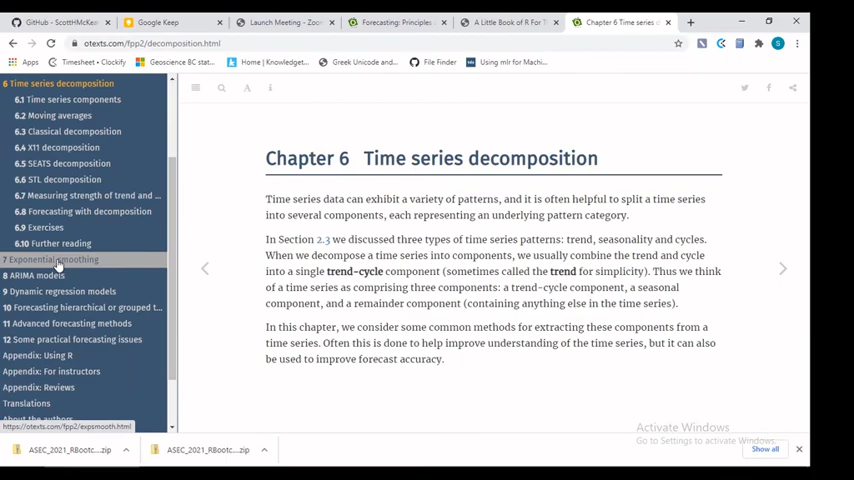 GitHub - ScottHMcKe
Google Keep
Launch Meeting - Zoo
Forecasting: Principles
A Little Book of R For T
Chapter 6 Time series d
otexts.com/fpp2/decomposition.html
Apps
Timesheet • Clockify
Geoscience BC stat...
Home | Knowledget...
Greek Unicode and...
File Finder
Using mlr for Machi...
6 Time series decomposition
6.1 Time series components
6.2 Moving averages
6.3 Classical decomposition
6.4 X11 decomposition
6.5 SEATS decomposition
6.6 STL decomposition
6.7 Measuring strength of trend and ...
6.8 Forecasting with decomposition
6.9 Exercises
6.10 Further reading
7 Exponential smoothing
8 ARIMA models
9 Dynamic regression models
10 Forecasting hierarchical or grouped t...
11 Advanced forecasting methods
12 Some practical forecasting issues
Appendix: Using R
Appendix: For instructors
Appendix: Reviews
Translations
About the authors
https://otexts.com/fpp2/expsmooth.html
Chapter 6 Time series decomposition
Time series data can exhibit a variety of patterns, and it is often helpful to split a time series
into several components, each representing an underlying pattern category.
In Section 2.3 we discussed three types of time series patterns: trend, seasonality and cycles.
When we decompose a time series into components, we usually combine the trend and cycle
into a single trend-cycle component (sometimes called the trend for simplicity). Thus we think
of a time series as comprising three components: a trend-cycle component, a seasonal
component, and a remainder component (containing anything else in the time series).
In this chapter, we consider some common methods for extracting these components from a
time series. Often this is done to help improve understanding of the time series, but it can also
be used to improve forecast accuracy.
Activate Windows
Go to Settings to activate Windows.
ASEC_2021_RBootc....zip
ASEC_2021_RBootc....zip
Show all